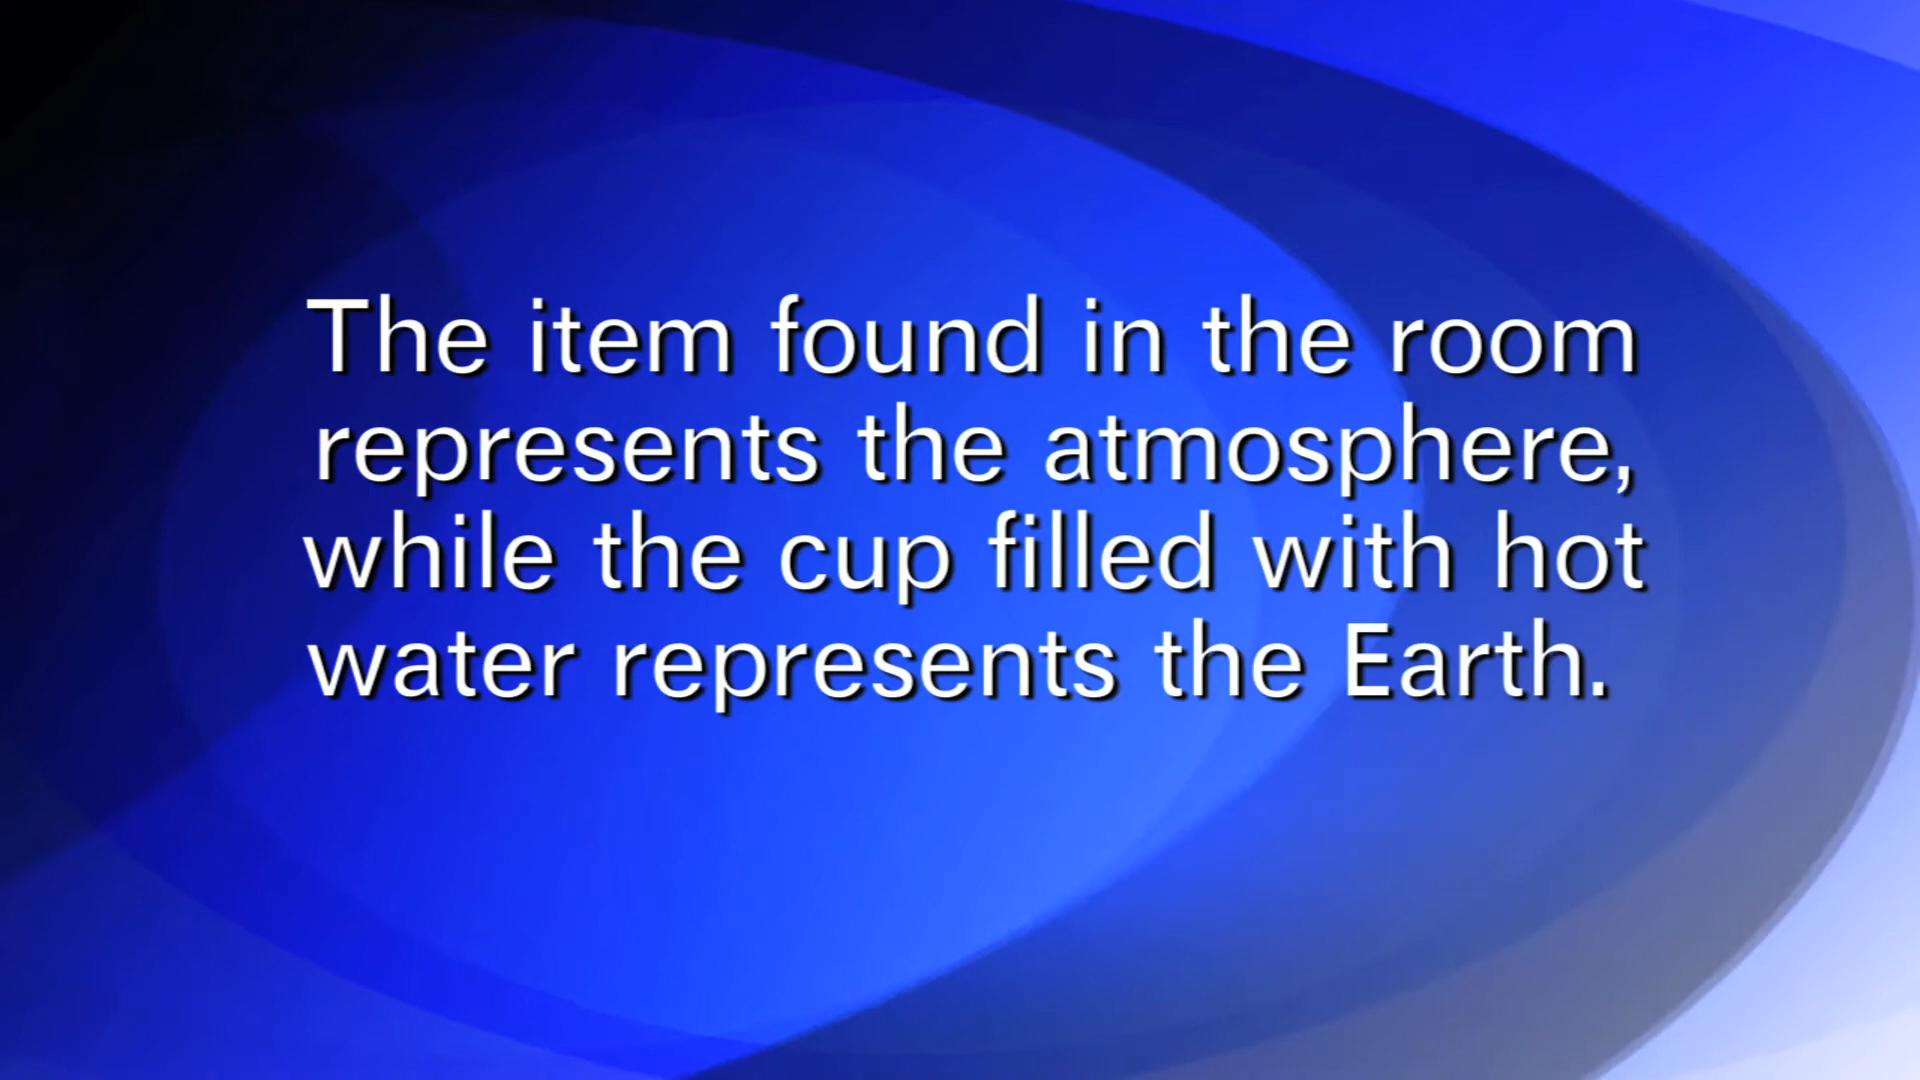 The item found in the room
represents the atmosphere,
while the cup filled with hot
water represents the Earth.